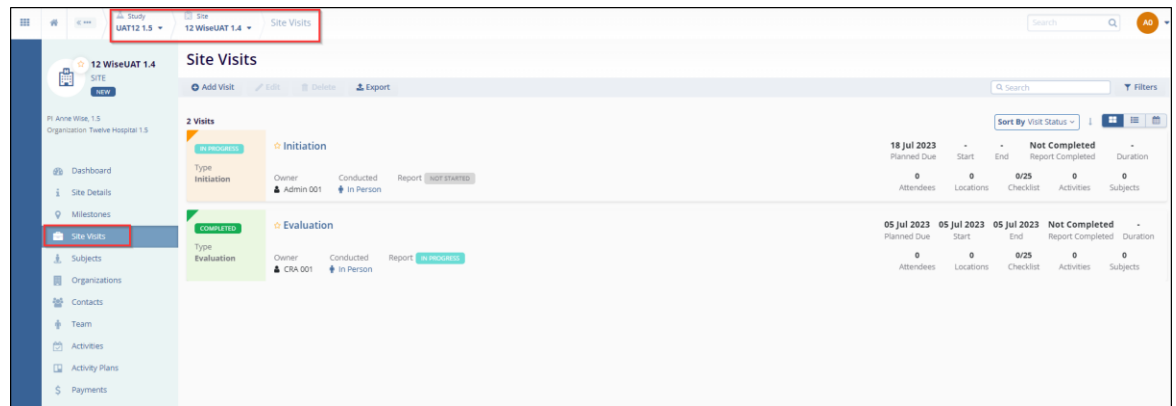 Study
UAT12 1.5
Site
12 WiseUAT 1.4
Site Visits
Search
A0
12 WiseUAT 1.4
SITE
NEW
PI Anne Wise, 1.5
Organization Twelve Hospital 1.5
Dashboard
Site Details
Milestones
Site Visits
Subjects
Organizations
Contacts
Team
Activities
Activity Plans
Payments
Site Visits
Add Visit Edit Delete Export
Search
Filters
2 Visits
Sort By Visit Status
IN PROGRESS
Type
Initiation
Initiation
Owner Conducted Report NOT STARTED
Admin 001 In Person
18 Jul 2023 - - Not Completed -
Planned Due Start End Report Completed Duration
0 0 0/25 0 0
Attendees Locations Checklist Activities Subjects
COMPLETED
Type
Evaluation
Evaluation
Owner Conducted Report IN PROGRESS
CRA 001 In Person
05 Jul 2023 05 Jul 2023 05 Jul 2023 Not Completed -
Planned Due Start End Report Completed Duration
0 0 0/25 0 0
Attendees Locations Checklist Activities Subjects